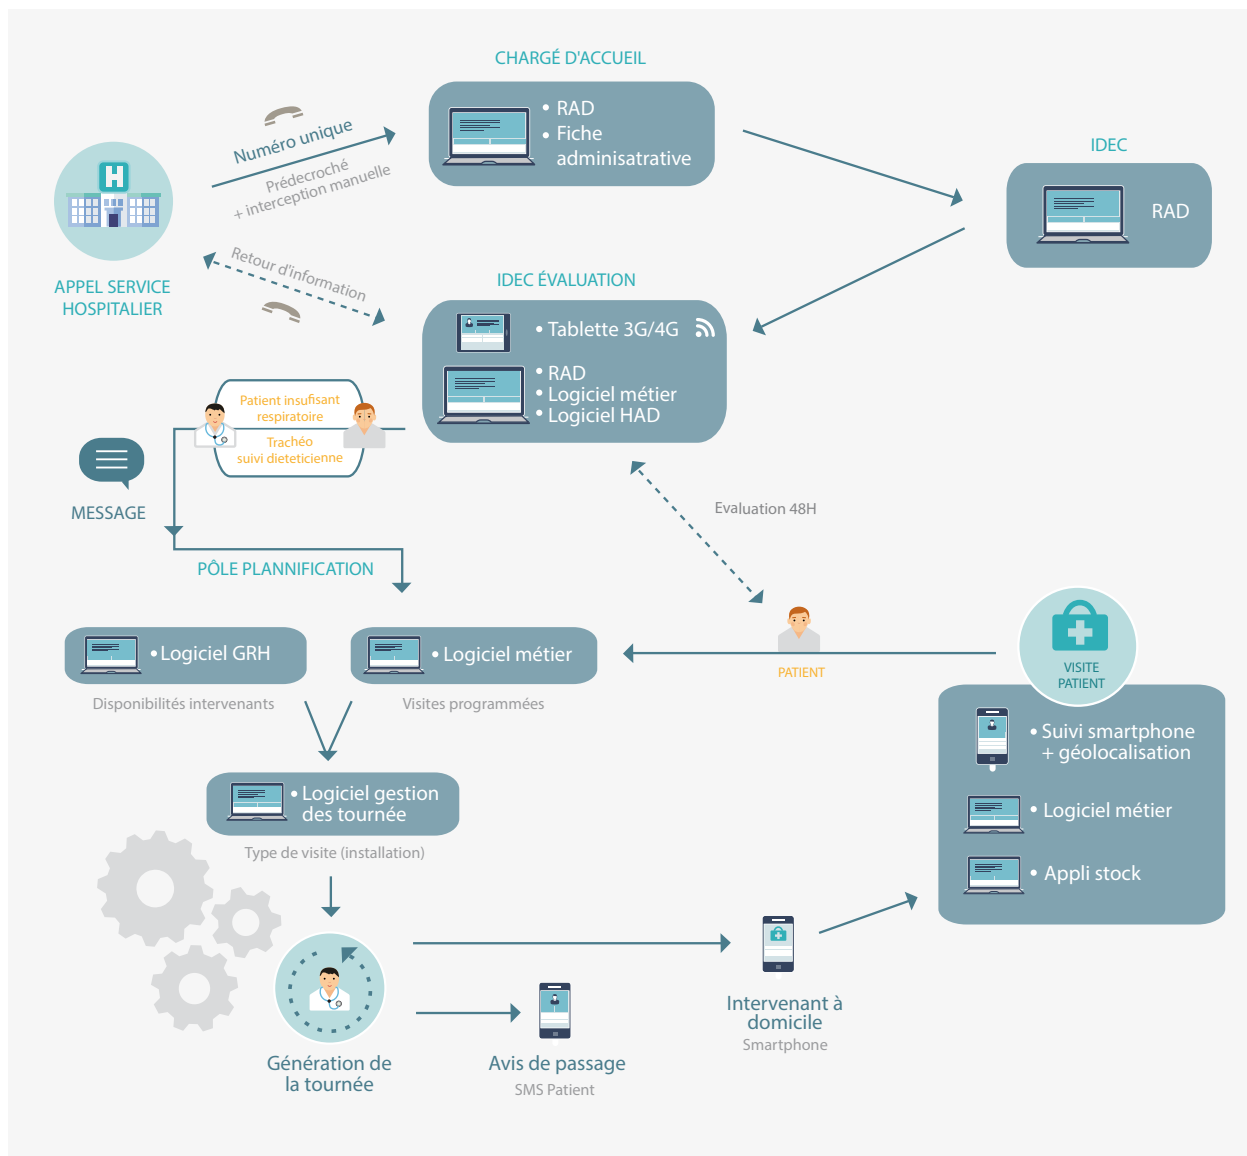 CHARGÉ D'ACCUEIL
• RAD
• Fiche
adminisatrative
Numéro unique
Prédecroché
+ interception manuelle
IDEC
RAD
APPEL SERVICE
HOSPITALIER
Retour d'information
IDEC ÉVALUATION
• Tablette 3G/4G
• RAD
• Logiciel métier
• Logiciel HAD
Patient insufisant
respiratoire
Trachéo
suivi dieteticienne
MESSAGE
Evaluation 48H
PÔLE PLANNIFICATION
• Logiciel GRH
Disponibilités intervenants
• Logiciel métier
Visites programmées
PATIENT
VISITE
PATIENT
• Suivi smartphone
+ géolocalisation
• Logiciel métier
• Appli stock
• Logiciel gestion
des tournée
Type de visite (installation)
Génération de
la tournée
Avis de passage
SMS Patient
Intervenant à
domicile
Smartphone